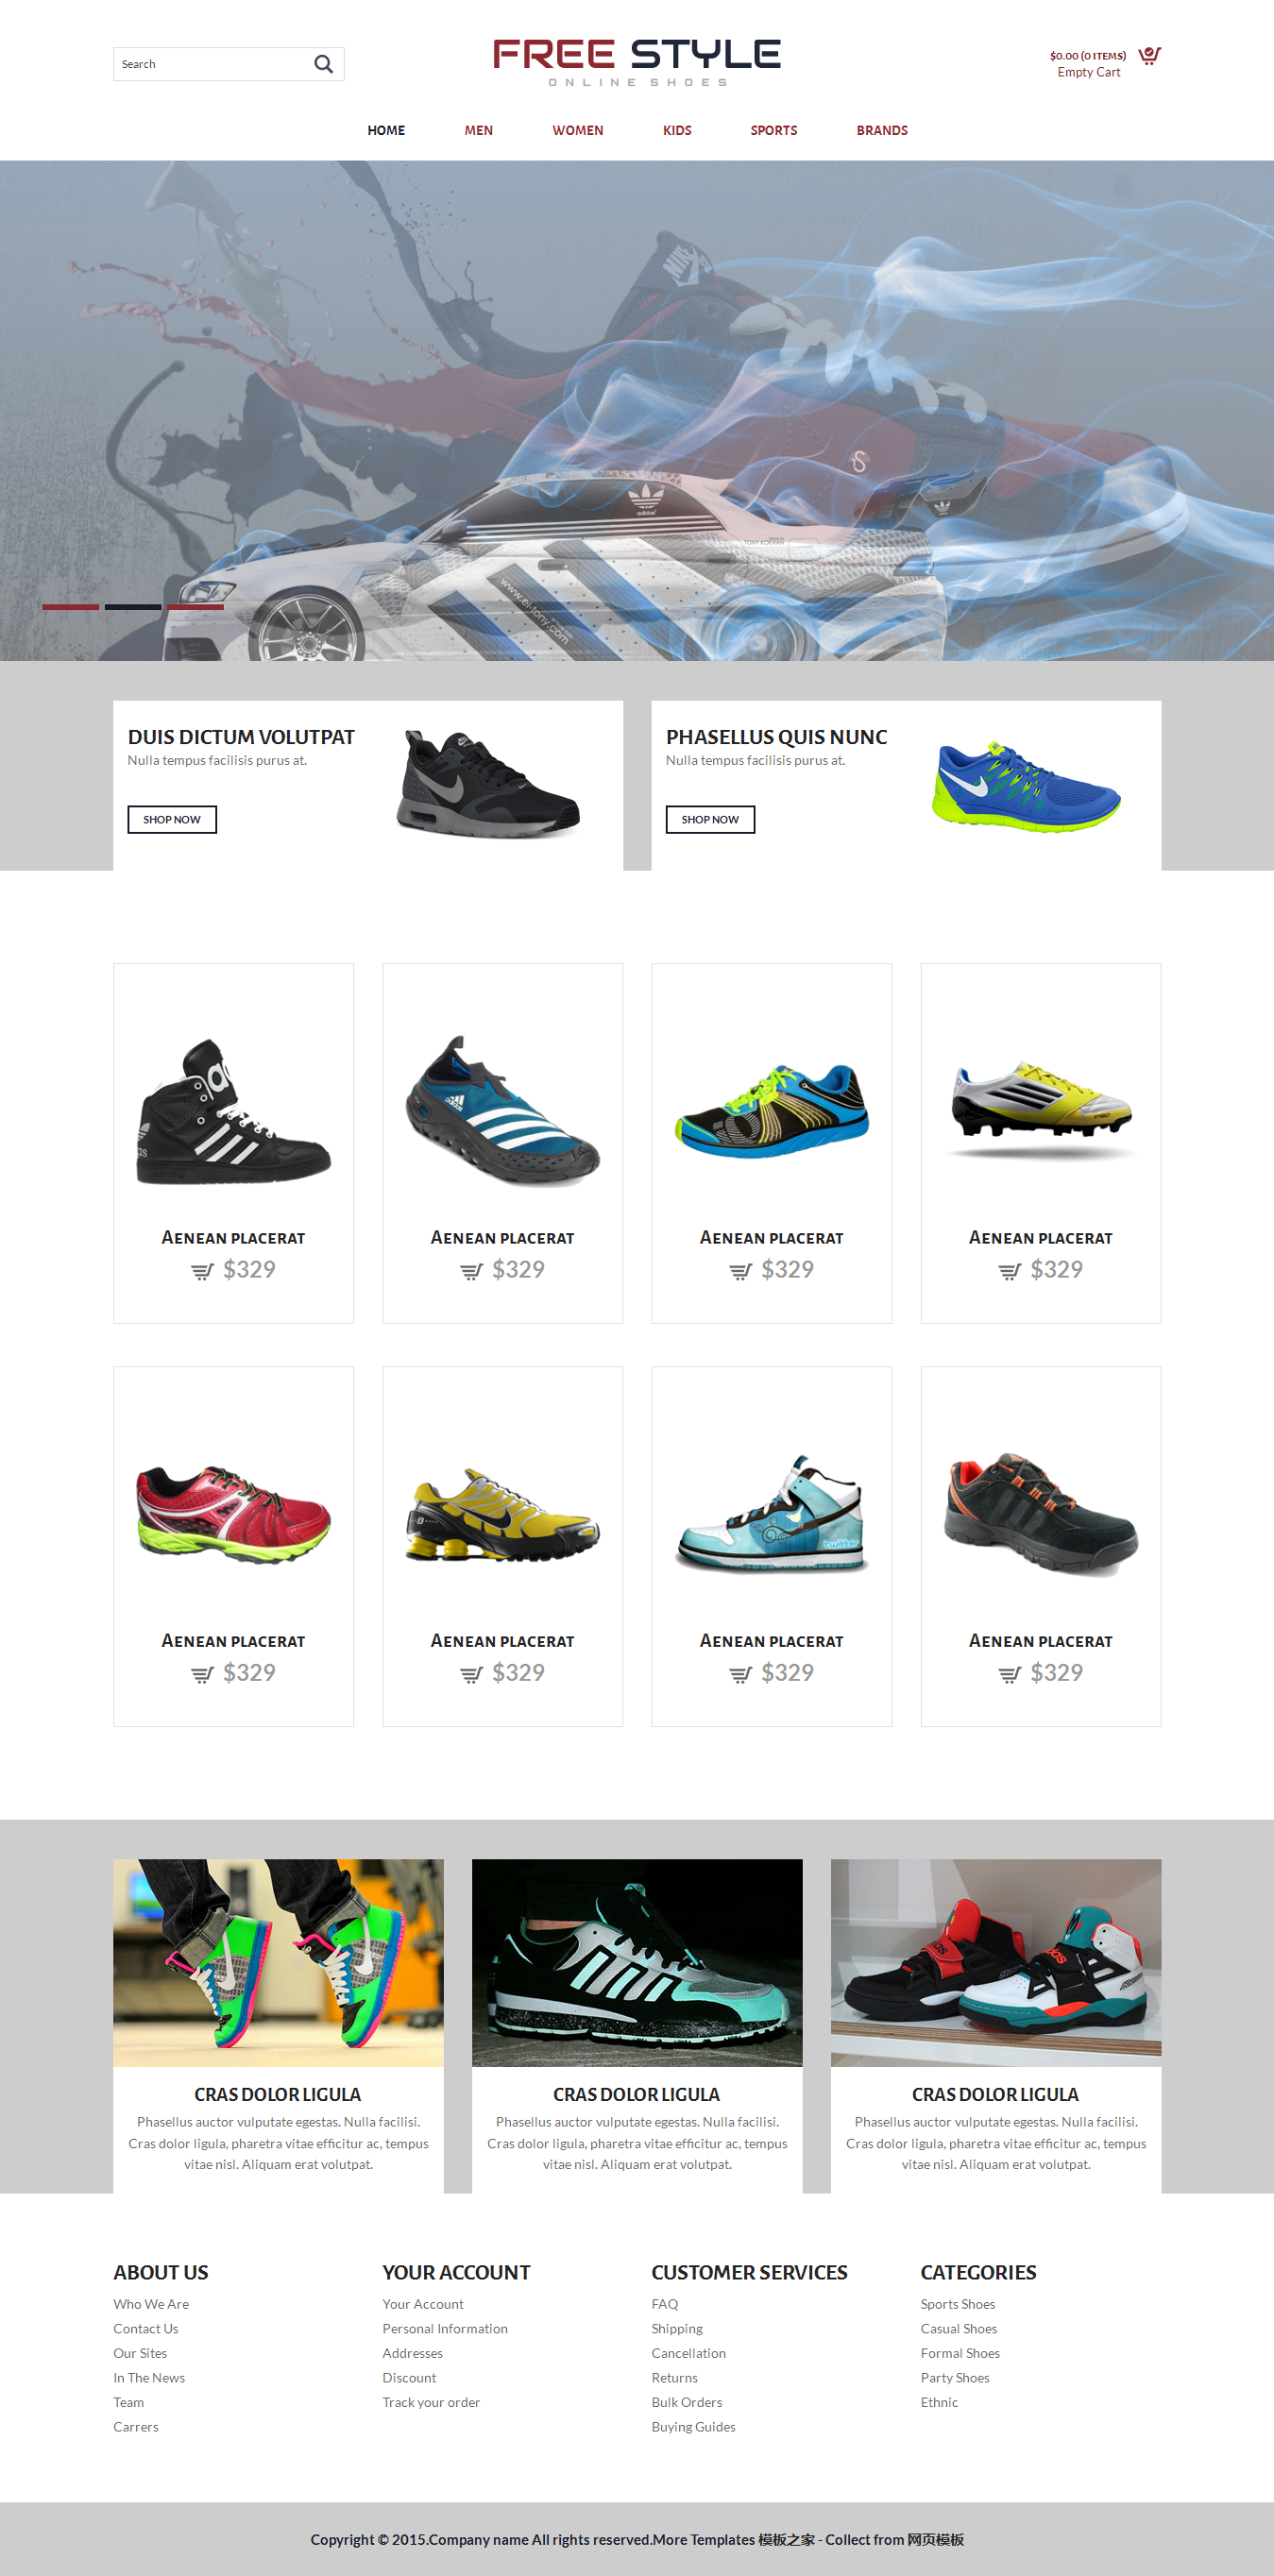 Search
FREE STYLE
ONLINE SHOES
$0.00 (0 ITEMS)
Empty Cart
HOME MEN WOMEN KIDS SPORTS BRANDS
NIKE
adidas
TONY KOKHAN
DUIS DICTUM VOLUTPAT
Nulla tempus facilisis purus at.
SHOP NOW
PHASELLUS QUIS NUNC
Nulla tempus facilisis purus at.
SHOP NOW
Aenean placerat Aenean placerat Aenean placerat Aenean placerat
$329 $329 $329 $329
twitter
Aenean placerat Aenean placerat Aenean placerat Aenean placerat
$329 $329 $329 $329
CRAS DOLOR LIGULA
Phasellus auctor vulputate egestas. Nulla facilisi.
Cras dolor ligula, pharetra vitae efficitur ac, tempus
vitae nisl. Aliquam erat volutpat.
CRAS DOLOR LIGULA
Phasellus auctor vulputate egestas. Nulla facilisi.
Cras dolor ligula, pharetra vitae efficitur ac, tempus
vitae nisl. Aliquam erat volutpat.
CRAS DOLOR LIGULA
Phasellus auctor vulputate egestas. Nulla facilisi.
Cras dolor ligula, pharetra vitae efficitur ac, tempus
vitae nisl. Aliquam erat volutpat.
ABOUT US
Who We Are
Contact Us
Our Sites
In The News
Team
Carrers
YOUR ACCOUNT
Your Account
Personal Information
Addresses
Discount
Track your order
CUSTOMER SERVICES
FAQ
Shipping
Cancellation
Returns
Bulk Orders
Buying Guides
CATEGORIES
Sports Shoes
Casual Shoes
Formal Shoes
Party Shoes
Ethnic
Copyright © 2015.Company name All rights reserved.More Templates 模板之家 - Collect from 网页模板